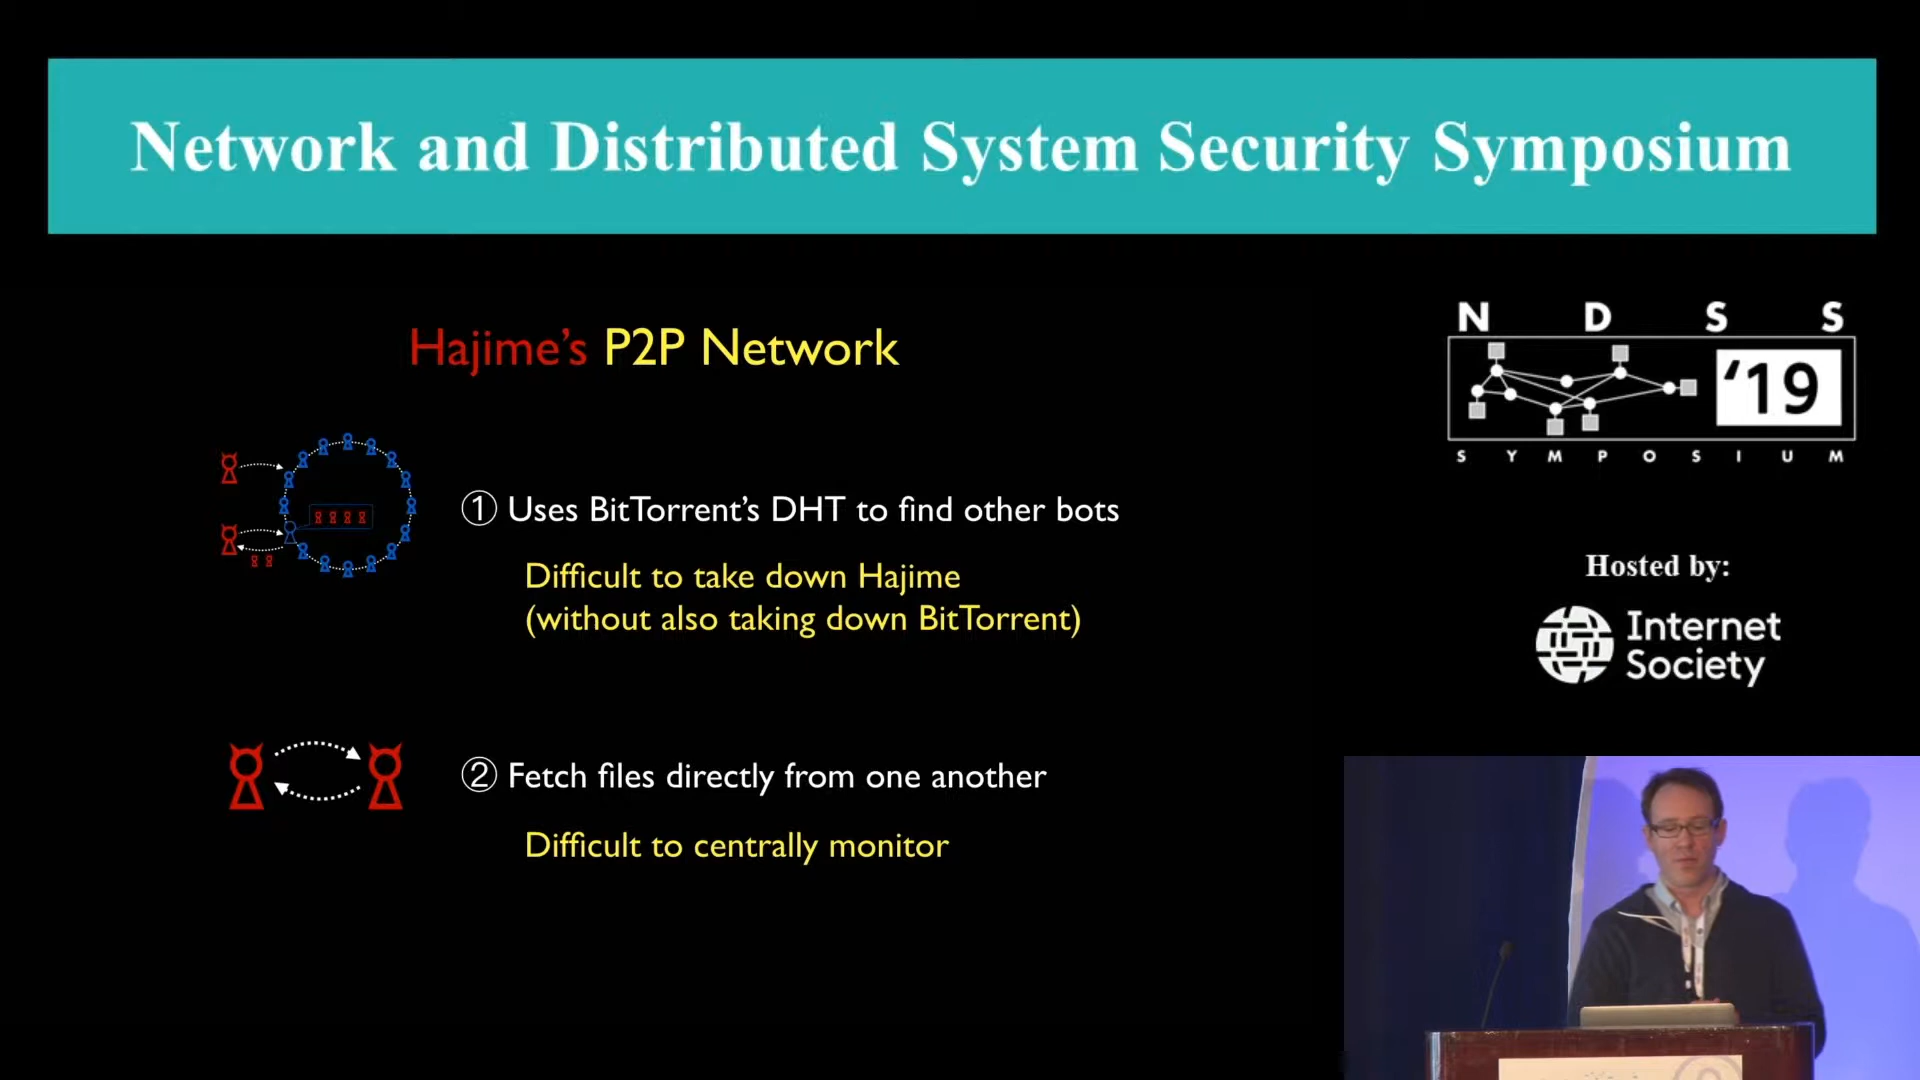 Network and Distributed System Security Symposium
Hajime's P2P Network
① Uses BitTorrent's DHT to find other bots
Difficult to take down Hajime
(without also taking down BitTorrent)
② Fetch files directly from one another
Difficult to centrally monitor
N D S S
'19
S Y M P O S I U M
Hosted by:
Internet
Society